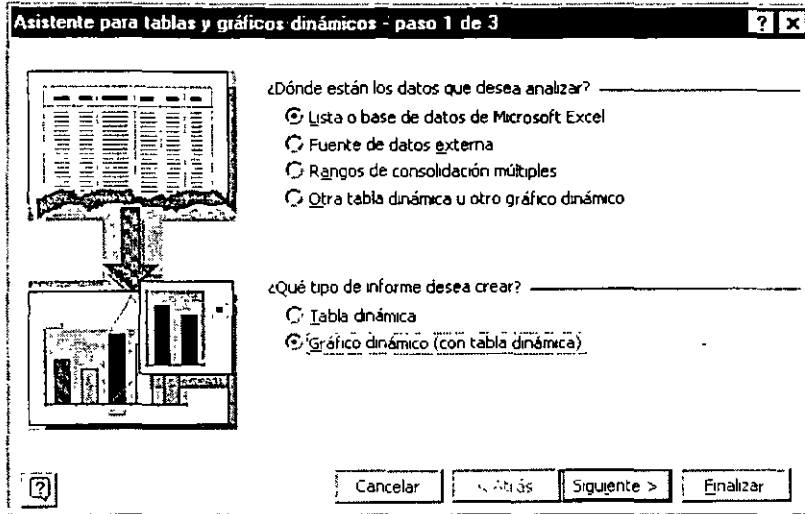 Asistente para tablas y gráficos dinámicos - paso 1 de 3
¿Dónde están los datos que desea analizar?
Lista o base de datos de Microsoft Excel
Fuente de datos externa
Rangos de consolidación múltiples
Otra tabla dinámica u otro gráfico dinámico
¿Qué tipo de informe desea crear?
Tabla dinámica
Gráfico dinámico (con tabla dinámica)
Cancelar
< Atrás
Siguiente >
Finalizar